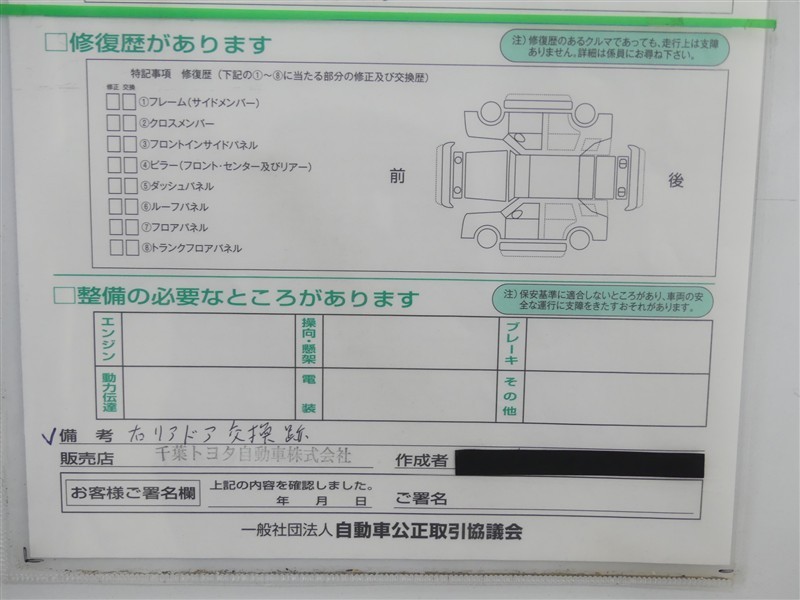 □修復歴があります
注）修復歴のあるクルマであっても、走行上は支障
ありません。詳細は係員にお尋ね下さい。
特記事項　修復歴（下記の①～⑧に当たる部分の修正及び交換歴）
修正 交換
□□①フレーム（サイドメンバー）
□□②クロスメンバー
□□③フロントインサイドパネル
□□④ピラー（フロント・センター及びリアー）
□□⑤ダッシュパネル
□□⑥ルーフパネル
□□⑦フロアパネル
□□⑧トランクフロアパネル
前
後
□整備の必要なところがあります
注）保安基準に適合しないところがあり、車両の安
全な運行に支障をきたすおそれがあります。
エンジン
操向・懸架
ブレーキ
動力伝達
電装
その他
✓備考 右リアドア交換跡
販売店 千葉トヨタ自動車株式会社 作成者
お客様ご署名欄
上記の内容を確認しました。
年　月　日 ご署名
一般社団法人 自動車公正取引協議会